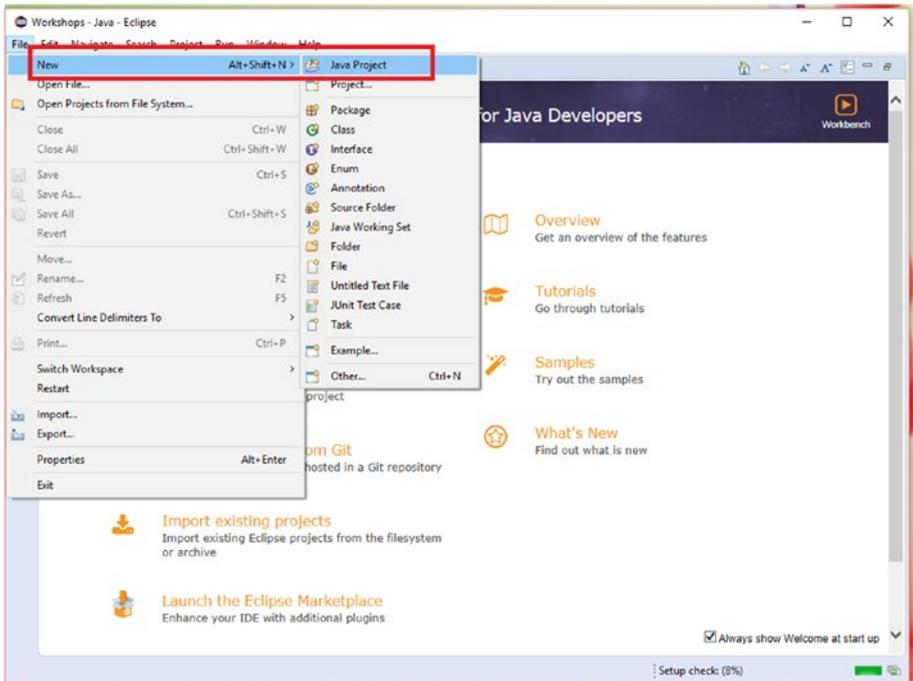 Workshops - Java - Eclipse
File Edit Navigate Search Project Run Window Help
New Alt+Shift+N >
Open File...
Open Projects from File System...
Close Ctrl+W
Close All Ctrl+Shift+W
Save Ctrl+S
Save As...
Save All Ctrl+Shift+S
Revert
Move...
Rename... F2
Refresh F5
Convert Line Delimiters To >
Print... Ctrl+P
Switch Workspace >
Restart
Import...
Export...
Properties Alt+Enter
Exit
Java Project
Project...
Package
Class
Interface
Enum
Annotation
Source Folder
Java Working Set
Folder
File
Untitled Text File
JUnit Test Case
Task
Example...
Other... Ctrl+N
for Java Developers
Workbench
Overview
Get an overview of the features
Tutorials
Go through tutorials
Samples
Try out the samples
What's New
Find out what is new
project
om Git
hosted in a Git repository
Import existing projects
Import existing Eclipse projects from the filesystem
or archive
Launch the Eclipse Marketplace
Enhance your IDE with additional plugins
Always show Welcome at start up
Setup check: (8%)